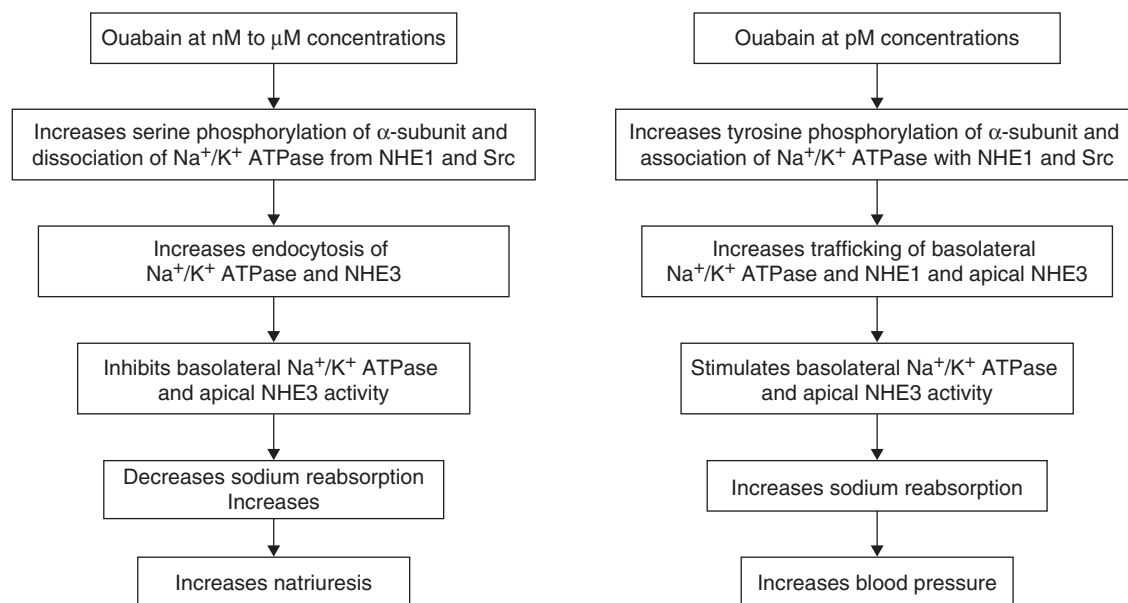 Ouabain at nM to μM concentrations
Increases serine phosphorylation of α-subunit and
dissociation of Na⁺/K⁺ ATPase from NHE1 and Src
Increases endocytosis of
Na⁺/K⁺ ATPase and NHE3
Inhibits basolateral Na⁺/K⁺ ATPase
and apical NHE3 activity
Decreases sodium reabsorption
Increases
Increases natriuresis
Ouabain at pM concentrations
Increases tyrosine phosphorylation of α-subunit and
association of Na⁺/K⁺ ATPase with NHE1 and Src
Increases trafficking of basolateral
Na⁺/K⁺ ATPase and NHE1 and apical NHE3
Stimulates basolateral Na⁺/K⁺ ATPase
and apical NHE3 activity
Increases sodium reabsorption
Increases blood pressure